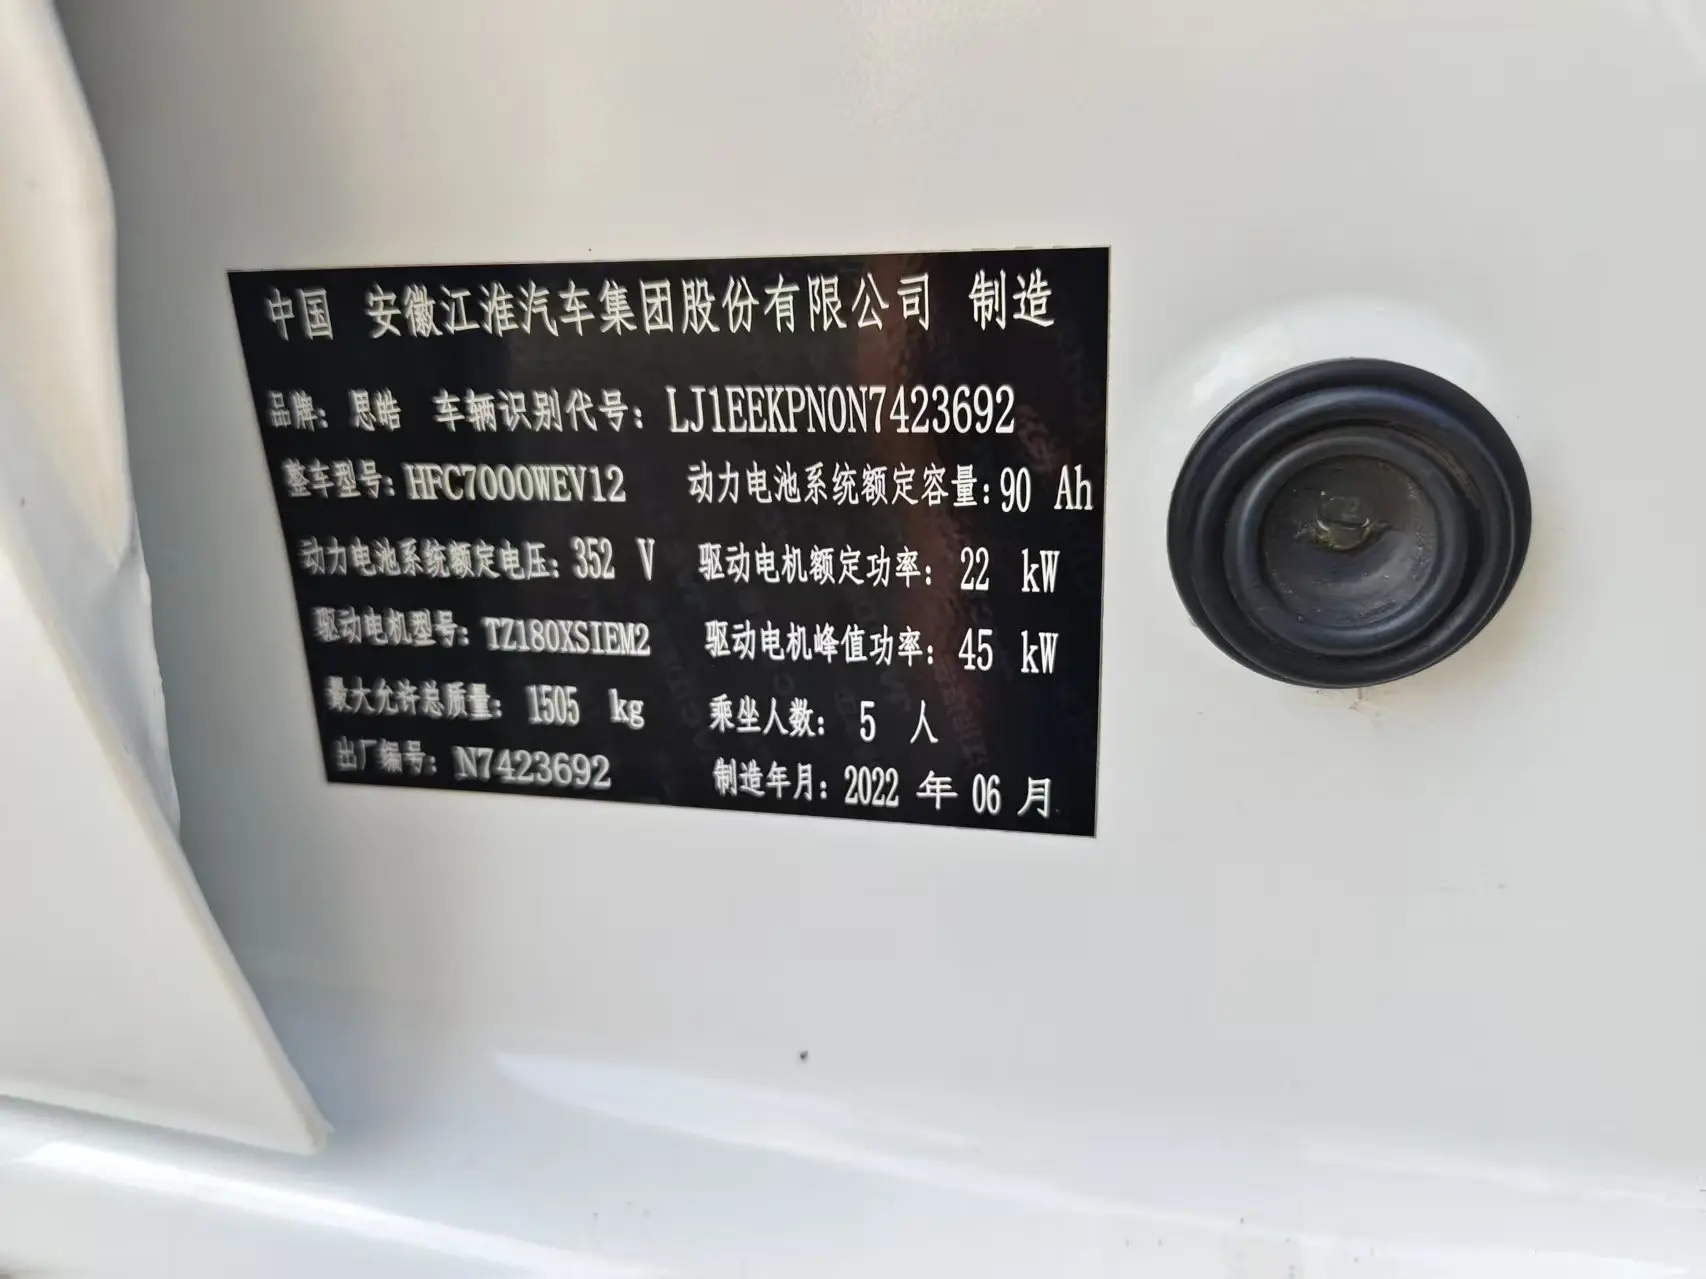 中国 安徽江淮汽车集团股份有限公司 制造
品牌: 思皓 车辆识别代号: LJ1EEKPN0N7423692
整车型号: HFC7000WEV12 动力电池系统额定容量: 90 Ah
动力电池系统额定电压: 352 V 驱动电机额定功率: 22 kW
驱动电机型号: TZ180XSIEM2 驱动电机峰值功率: 45 kW
最大允许总质量: 1505 kg 乘坐人数: 5 人
出厂编号: N7423692 制造年月: 2022 年 06 月